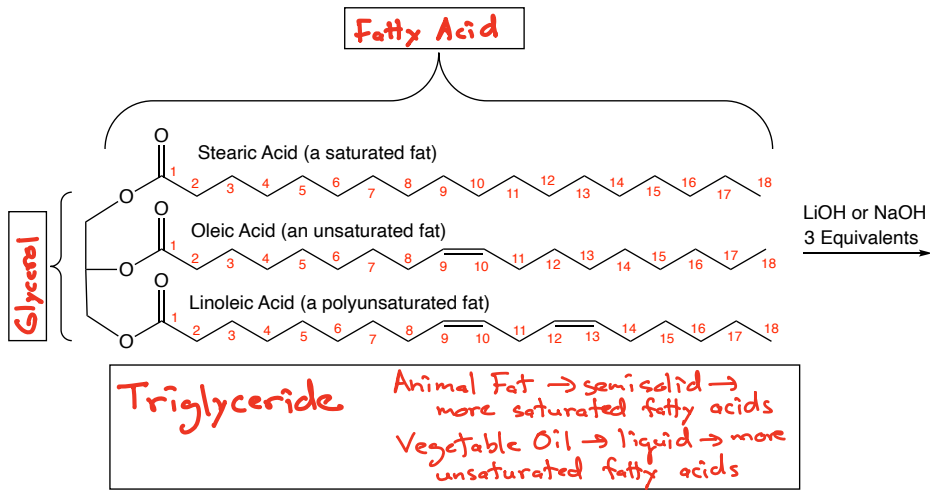 Fatty Acid
O
Stearic Acid (a saturated fat)
1 2 3 4 5 6 7 8 9 10 11 12 13 14 15 16 17 18
O
O
Oleic Acid (an unsaturated fat)
1 2 3 4 5 6 7 8 9 10 11 12 13 14 15 16 17 18
O
Glycerol
LiOH or NaOH
3 Equivalents
O
Linoleic Acid (a polyunsaturated fat)
1 2 3 4 5 6 7 8 9 10 11 12 13 14 15 16 17 18
O
Triglyceride
Animal Fat → semisolid →
more saturated fatty acids
Vegetable Oil → liquid → more
unsaturated fatty acids